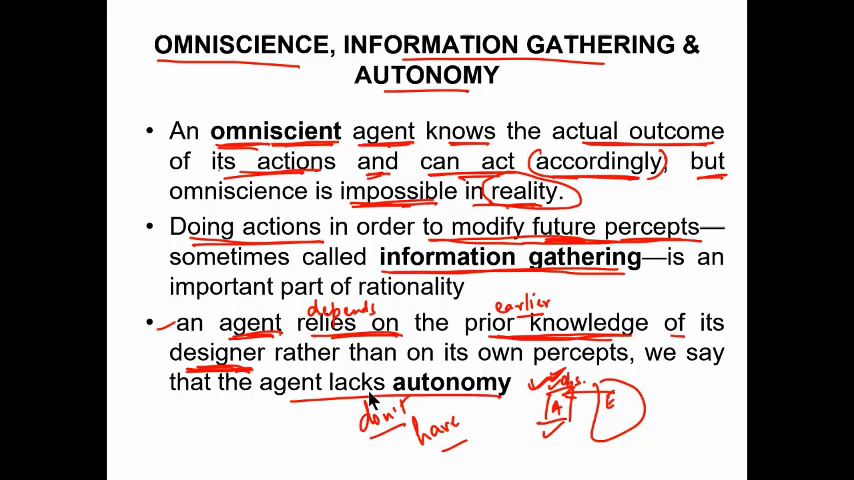 OMNISCIENCE, INFORMATION GATHERING &
AUTONOMY
• An omniscient agent knows the actual outcome
of its actions and can act accordingly, but
omniscience is impossible in reality.
• Doing actions in order to modify future percepts—
sometimes called information gathering—is an
important part of rationality
depends earlier
• an agent relies on the prior knowledge of its
designer rather than on its own percepts, we say
that the agent lacks autonomy
obs.
A E
don't
have